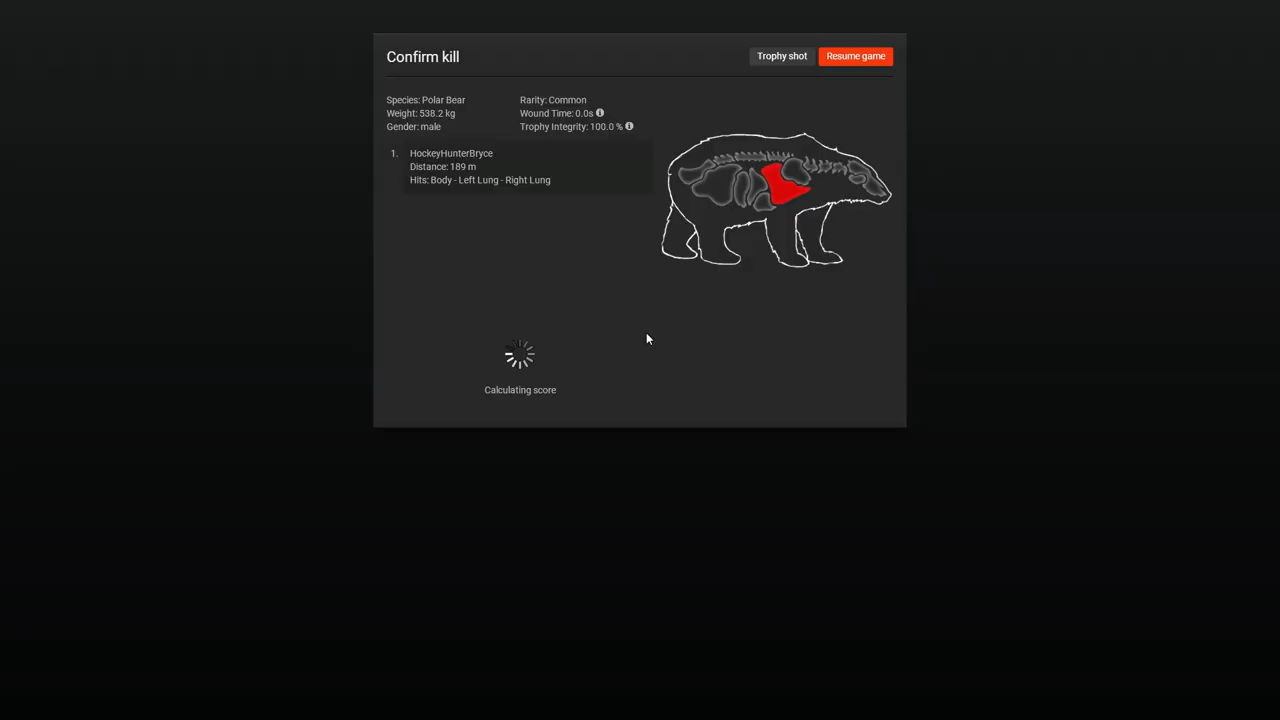 Confirm kill
Trophy shot
Resume game
Species: Polar Bear
Weight: 538.2 kg
Gender: male
Rarity: Common
Wound Time: 0.0s
Trophy Integrity: 100.0 %
1. HockeyHunterBryce
Distance: 189 m
Hits: Body - Left Lung - Right Lung
Calculating score